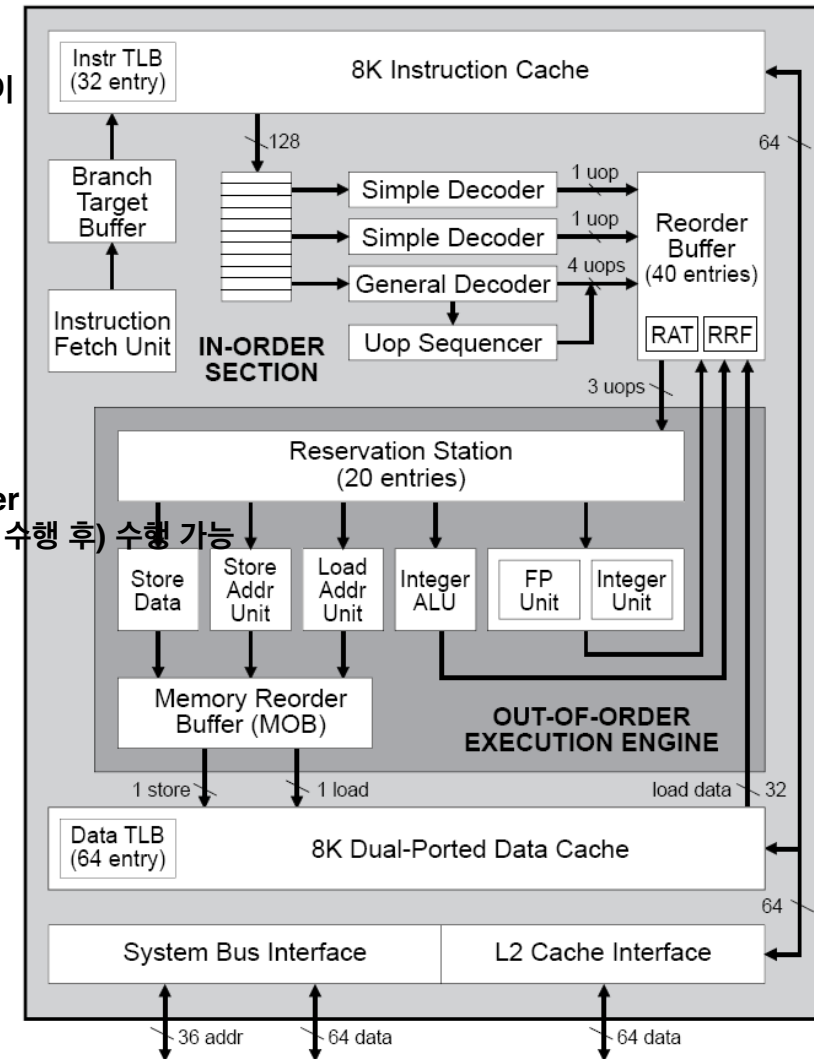 이
Instr TLB
(32 entry)
8K Instruction Cache
128
64
Branch
Target
Buffer
Simple Decoder
1 uop
Simple Decoder
1 uop
General Decoder
4 uops
Uop Sequencer
Reorder
Buffer
(40 entries)
RAT
RRF
Instruction
Fetch Unit
IN-ORDER
SECTION
3 uops
Reservation Station
(20 entries)
er
수행 후) 수행 가능
Store
Data
Store
Addr
Unit
Load
Addr
Unit
Integer
ALU
FP
Unit
Integer
Unit
Memory Reorder
Buffer (MOB)
OUT-OF-ORDER
EXECUTION ENGINE
1 store
1 load
load data
32
Data TLB
(64 entry)
8K Dual-Ported Data Cache
64
System Bus Interface
L2 Cache Interface
36 addr
64 data
64 data